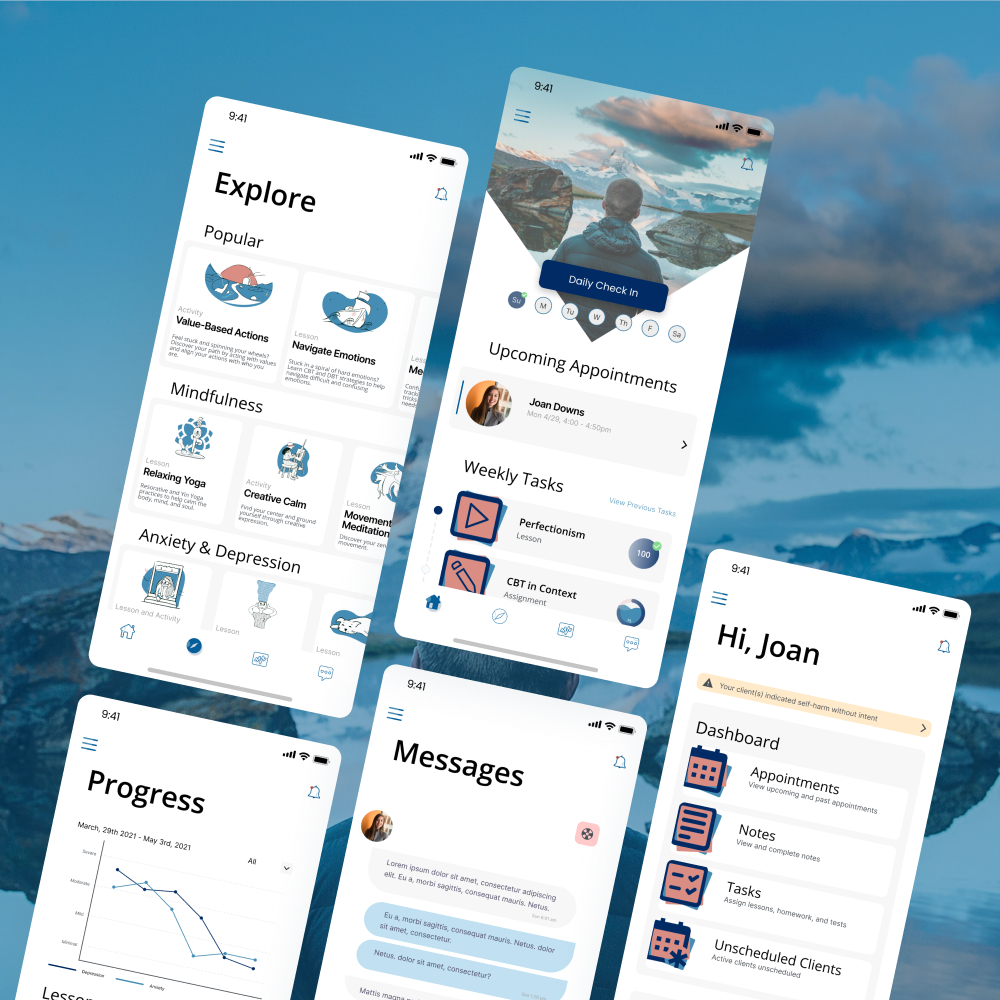 9:41
Explore
Popular
Activity
Value-Based Actions
Feel stuck and spinning your wheels?
Discover your path by acting with values
and align your actions with who you
are.
Lesson
Navigate Emotions
Stuck in a spiral of hard emotions?
Learn CBT and DBT strategies to help
navigate difficult and confusing
emotions.
Mindfulness
Lesson
Relaxing Yoga
Resorative and Yin Yoga
practices to help calm the
body, mind, and soul.
Activity
Creative Calm
Find your center and ground
yourself through creative
expression.
Lesson
Movement
Meditation
Discover your
movement.
Anxiety & Depression
Lesson and Activity
Lesson
Lesson
9:41
Daily Check In
Su
M
Tu
W
Th
F
Sa
Upcoming Appointments
Joan Downs
Mon 4/29, 4:00 - 4:50pm
Weekly Tasks
View Previous Tasks
Perfectionism
Lesson
100
CBT in Context
Assignment
9:41
Hi, Joan
Your client(s) indicated self-harm without intent
Dashboard
Appointments
View upcoming and past appointments
Notes
View and complete notes
Tasks
Assign lessons, homework, and tests
Unscheduled Clients
Active clients unscheduled
9:41
Progress
March, 29th 2021 - May 3rd, 2021
All
Severe
Moderate
Mild
Minimal
Depression
Anxiety
9:41
Messages
Lorem ipsum dolor sit amet, consectetur adipiscing
elit. Eu a, morbi sagittis, consequat mauris. Netus.
Eu a, morbi sagittis, consequat mauris. Netus. dolor
sit amet, consectetur.
Netus. dolor sit amet, consectetur?
Mattis magna